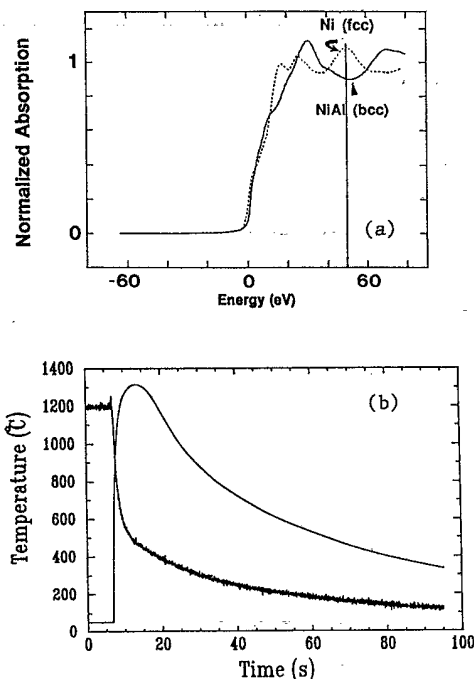 Ni (fcc)
1
Normalized Absorption
NiAl (bcc)
0
(a)
-60
0
60
Energy (eV)
1400
(b)
1200
1000
800
600
400
200
0
Temperature (℃)
0
20
40
60
80
100
Time (s)